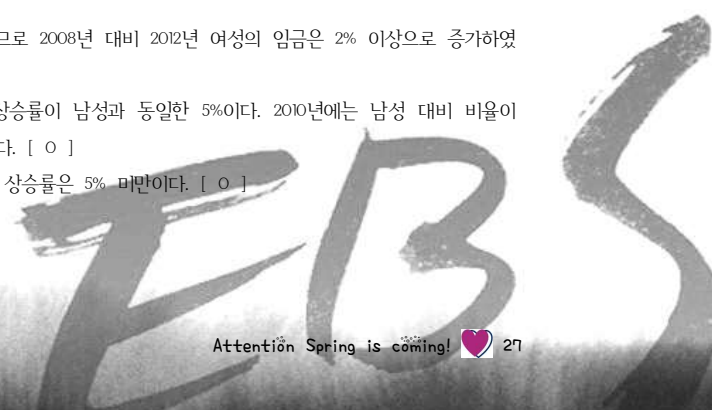 므로 2008년 대비 2012년 여성의 임금은 2% 이상으로 증가하였
상승률이 남성과 동일한 5%이다. 2010년에는 남성 대비 비율이
다. [ O ]
상승률은 5% 미만이다. [ O ]
EBS
Attention Spring is coming! 27